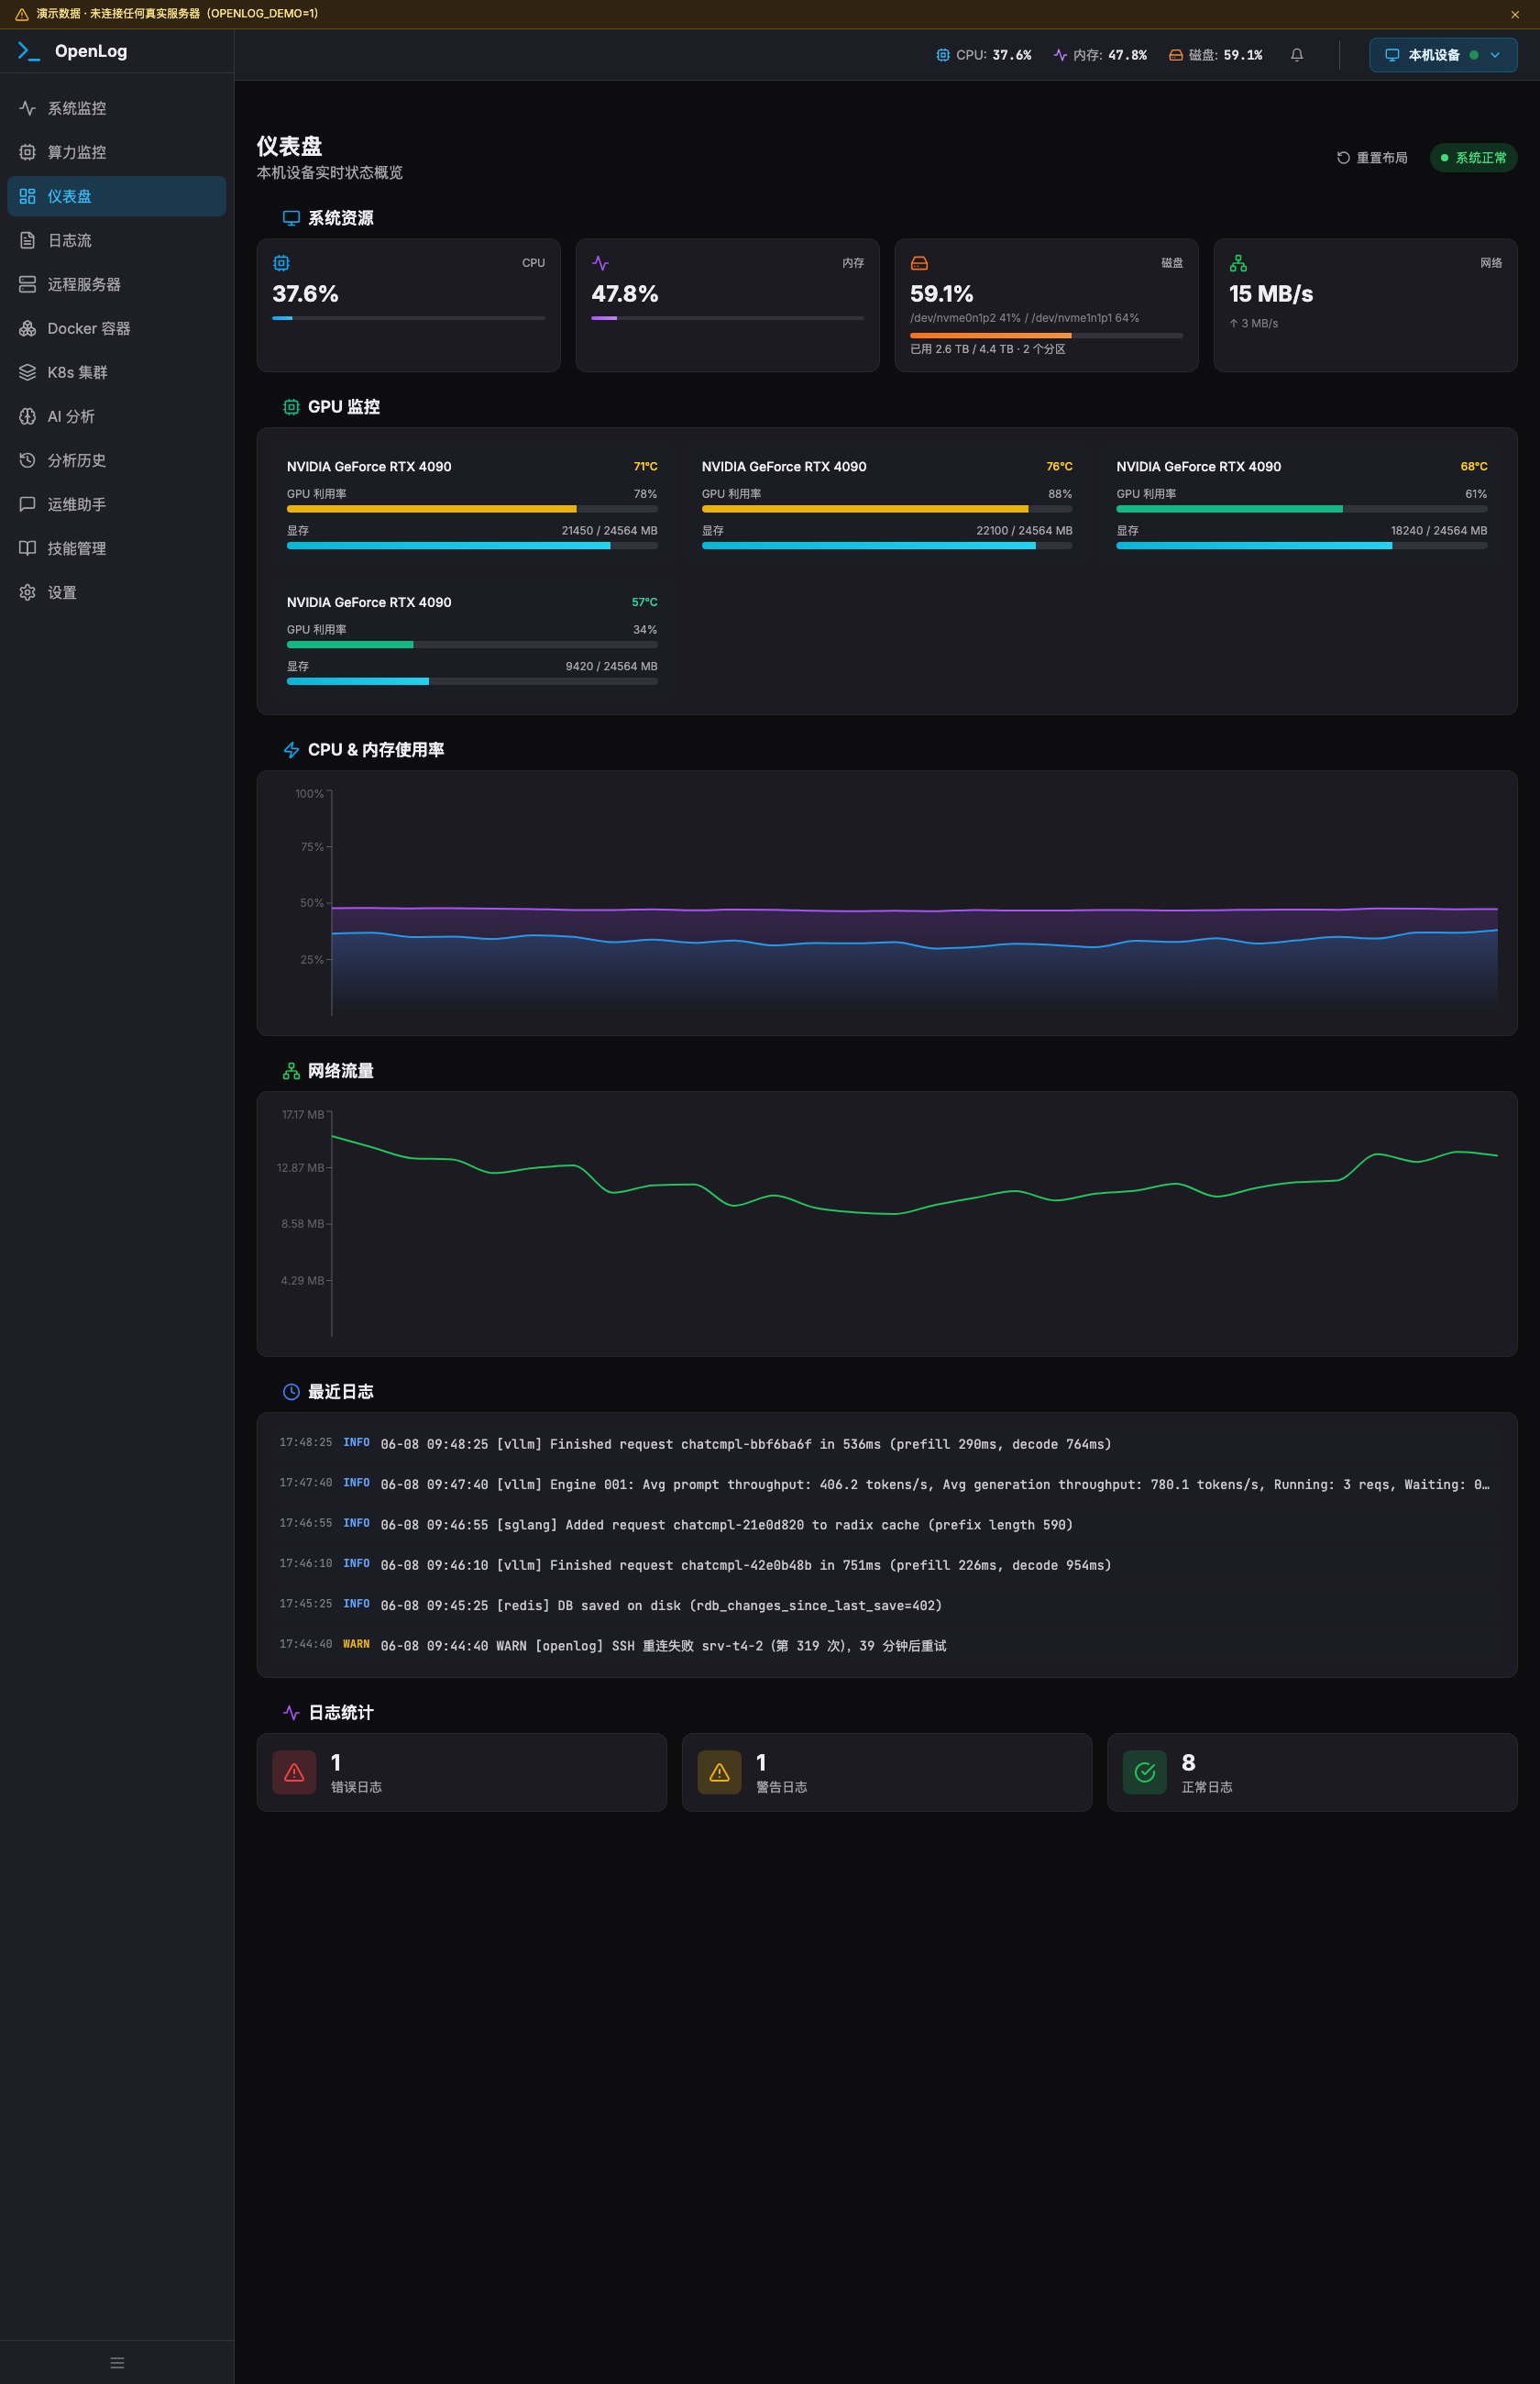 演示数据 · 未连接任何真实服务器（OPENLOG_DEMO=1）
OpenLog
CPU: 37.6%
内存: 47.8%
磁盘: 59.1%
本机设备
系统监控
算力监控
仪表盘
日志流
远程服务器
Docker 容器
K8s 集群
AI 分析
分析历史
运维助手
技能管理
设置
仪表盘
本机设备实时状态概览
重置布局
系统正常
系统资源
CPU
37.6%
内存
47.8%
磁盘
59.1%
/dev/nvme0n1p2 41% / /dev/nvme1n1p1 64%
已用 2.6 TB / 4.4 TB · 2 个分区
网络
15 MB/s
↑ 3 MB/s
GPU 监控
NVIDIA GeForce RTX 4090 71°C
GPU 利用率 78%
显存 21450 / 24564 MB
NVIDIA GeForce RTX 4090 76°C
GPU 利用率 88%
显存 22100 / 24564 MB
NVIDIA GeForce RTX 4090 68°C
GPU 利用率 61%
显存 18240 / 24564 MB
NVIDIA GeForce RTX 4090 57°C
GPU 利用率 34%
显存 9420 / 24564 MB
CPU & 内存使用率
100%
75%
50%
25%
网络流量
17.17 MB
12.87 MB
8.58 MB
4.29 MB
最近日志
17:48:25 INFO 06-08 09:48:25 [vllm] Finished request chatcmpl-bbf6ba6f in 536ms (prefill 290ms, decode 764ms)
17:47:40 INFO 06-08 09:47:40 [vllm] Engine 001: Avg prompt throughput: 406.2 tokens/s, Avg generation throughput: 780.1 tokens/s, Running: 3 reqs, Waiting: 0…
17:46:55 INFO 06-08 09:46:55 [sglang] Added request chatcmpl-21e0d820 to radix cache (prefix length 590)
17:46:10 INFO 06-08 09:46:10 [vllm] Finished request chatcmpl-42e0b48b in 751ms (prefill 226ms, decode 954ms)
17:45:25 INFO 06-08 09:45:25 [redis] DB saved on disk (rdb_changes_since_last_save=402)
17:44:40 WARN 06-08 09:44:40 WARN [openlog] SSH 重连失败 srv-t4-2（第 319 次），39 分钟后重试
日志统计
1
错误日志
1
警告日志
8
正常日志